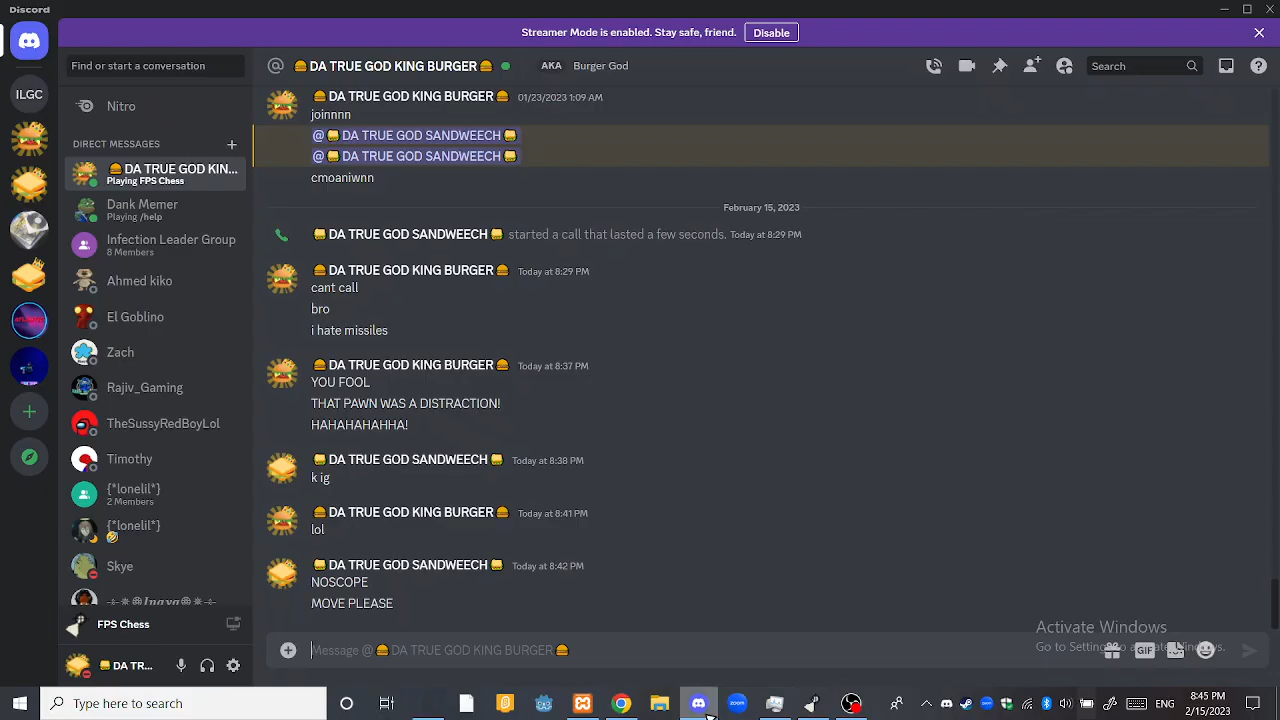 Discord
Streamer Mode is enabled. Stay safe, friend. Disable
Find or start a conversation
@ 🍔DA TRUE GOD KING BURGER🍔 AKA Burger God
Search
ILGC
Nitro
DIRECT MESSAGES +
🍔DA TRUE GOD KIN...
Playing FPS Chess
Dank Memer
Playing /help
Infection Leader Group
8 Members
Ahmed kiko
El Goblino
Zach
Rajiv_Gaming
TheSussyRedBoyLol
Timothy
{*lonelil*}
2 Members
{*lonelil*}
🤣
Skye
FPS Chess
🥪DA TR...
🍔DA TRUE GOD KING BURGER🍔 01/23/2023 1:09 AM
joinnnn
@🥪DA TRUE GOD SANDWEECH🥪
@🥪DA TRUE GOD SANDWEECH🥪
cmoaniwnn
February 15, 2023
🥪DA TRUE GOD SANDWEECH🥪 started a call that lasted a few seconds. Today at 8:29 PM
🍔DA TRUE GOD KING BURGER🍔 Today at 8:29 PM
cant call
bro
i hate missiles
🍔DA TRUE GOD KING BURGER🍔 Today at 8:37 PM
YOU FOOL
THAT PAWN WAS A DISTRACTION!
HAHAHAHAHHA!
🥪DA TRUE GOD SANDWEECH🥪 Today at 8:38 PM
k ig
🍔DA TRUE GOD KING BURGER🍔 Today at 8:41 PM
lol
🥪DA TRUE GOD SANDWEECH🥪 Today at 8:42 PM
NOSCOPE
MOVE PLEASE
Message @🍔DA TRUE GOD KING BURGER🍔
GIF
Activate Windows
Go to Settings to activate Windows.
Type here to search
ENG
8:45 PM
2/15/2023